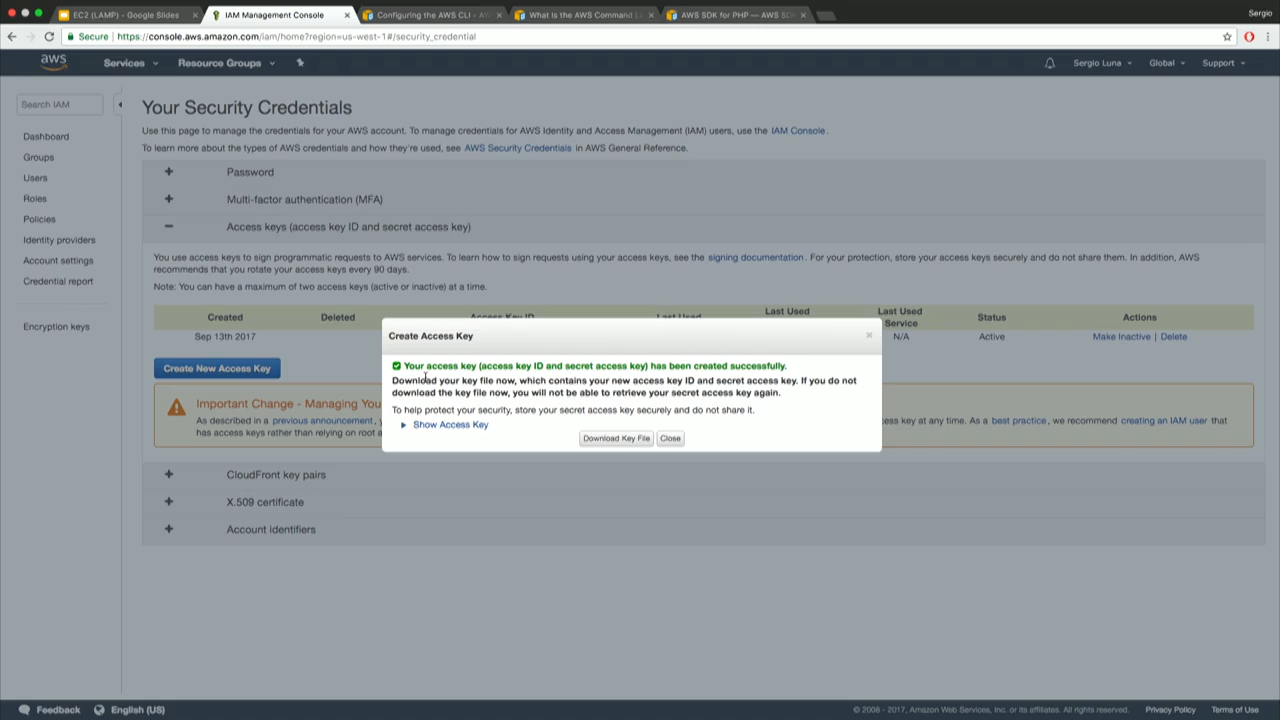 EC2 (LAMP) - Google Slides
IAM Management Console
Configuring the AWS CLI - AW
What Is the AWS Command L
AWS SDK for PHP — AWS SD
Sergio
Secure
https://console.aws.amazon.com/iam/home?region=us-west-1#/security_credential
aws
Services
Resource Groups
Sergio Luna
Global
Support
Search IAM
Dashboard
Groups
Users
Roles
Policies
Identity providers
Account settings
Credential report
Encryption keys
Your Security Credentials
Use this page to manage the credentials for your AWS account. To manage credentials for AWS Identity and Access Management (IAM) users, use the IAM Console.
To learn more about the types of AWS credentials and how they're used, see AWS Security Credentials in AWS General Reference.
+ Password
+ Multi-factor authentication (MFA)
− Access keys (access key ID and secret access key)
You use access keys to sign programmatic requests to AWS services. To learn how to sign requests using your access keys, see the signing documentation. For your protection, store your access keys securely and do not share them. In addition, AWS
recommends that you rotate your access keys every 90 days.
Note: You can have a maximum of two access keys (active or inactive) at a time.
Created Deleted Access Key ID Last Used Last Used Last Used Service Status Actions
Sep 13th 2017 N/A Active Make Inactive | Delete
Create New Access Key
Important Change - Managing You
As described in a previous announcement,
has access keys rather than relying on root a
cess key at any time. As a best practice, we recommend creating an IAM user that
Create Access Key
Your access key (access key ID and secret access key) has been created successfully.
Download your key file now, which contains your new access key ID and secret access key. If you do not
download the key file now, you will not be able to retrieve your secret access key again.
To help protect your security, store your secret access key securely and do not share it.
Show Access Key
Download Key File
Close
+ CloudFront key pairs
+ X.509 certificate
+ Account identifiers
Feedback
English (US)
© 2008 - 2017, Amazon Web Services, Inc. or its affiliates. All rights reserved.
Privacy Policy
Terms of Use